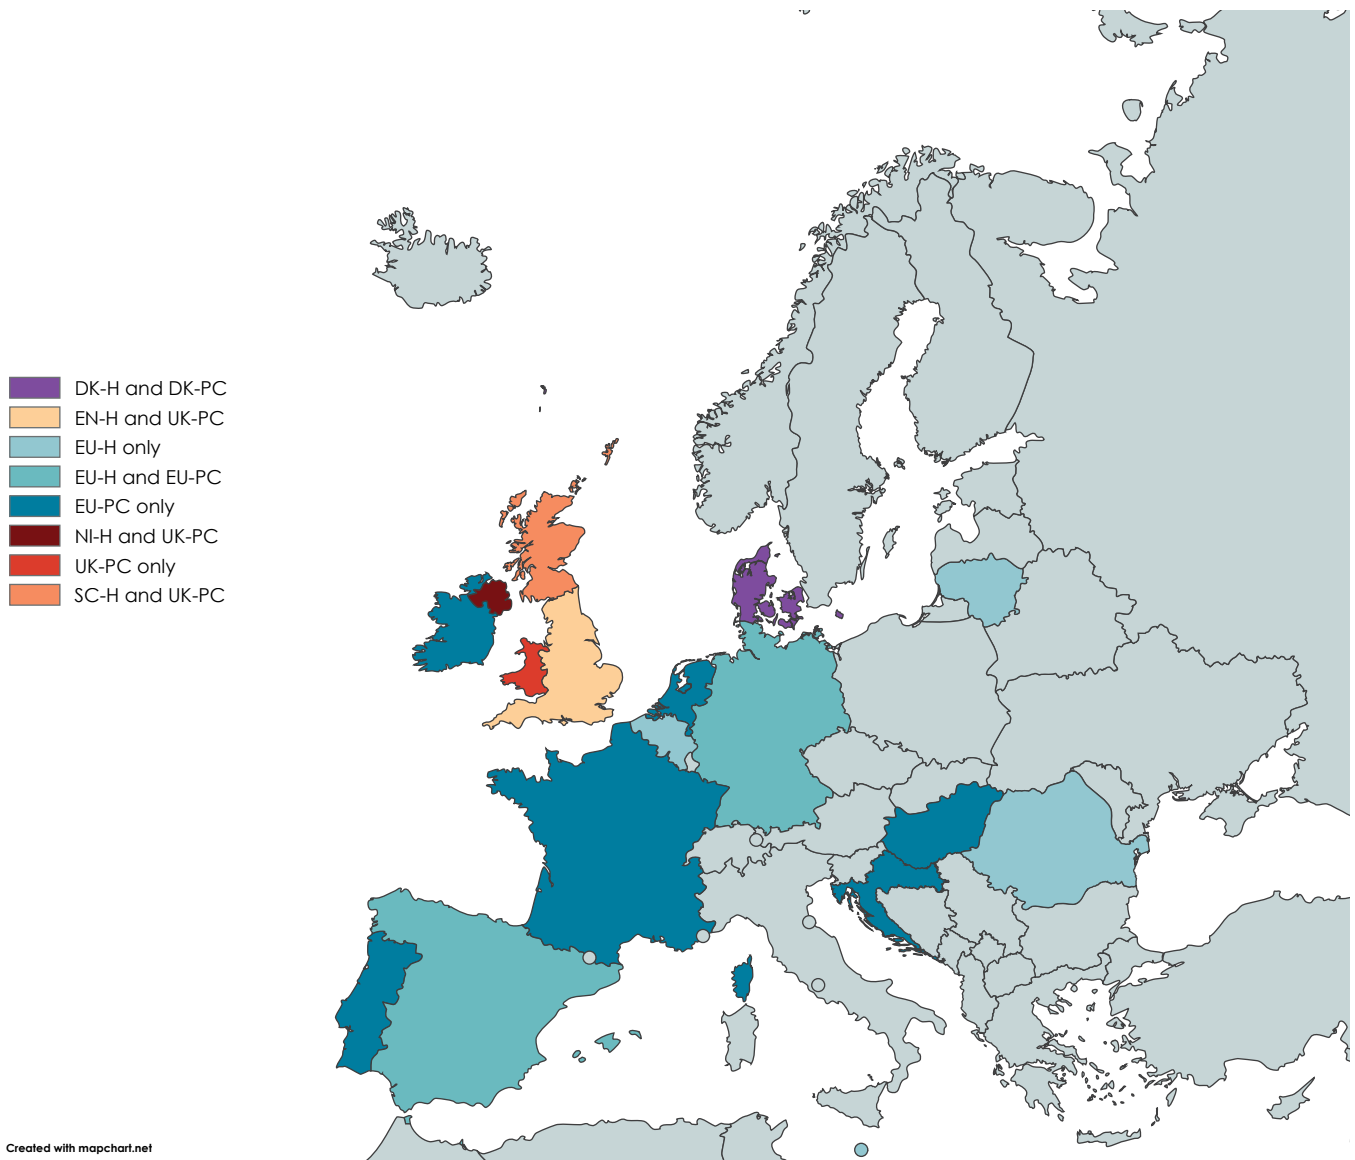 DK-H and DK-PC
EN-H and UK-PC
EU-H only
EU-H and EU-PC
EU-PC only
NI-H and UK-PC
UK-PC only
SC-H and UK-PC
Created with mapchart.net